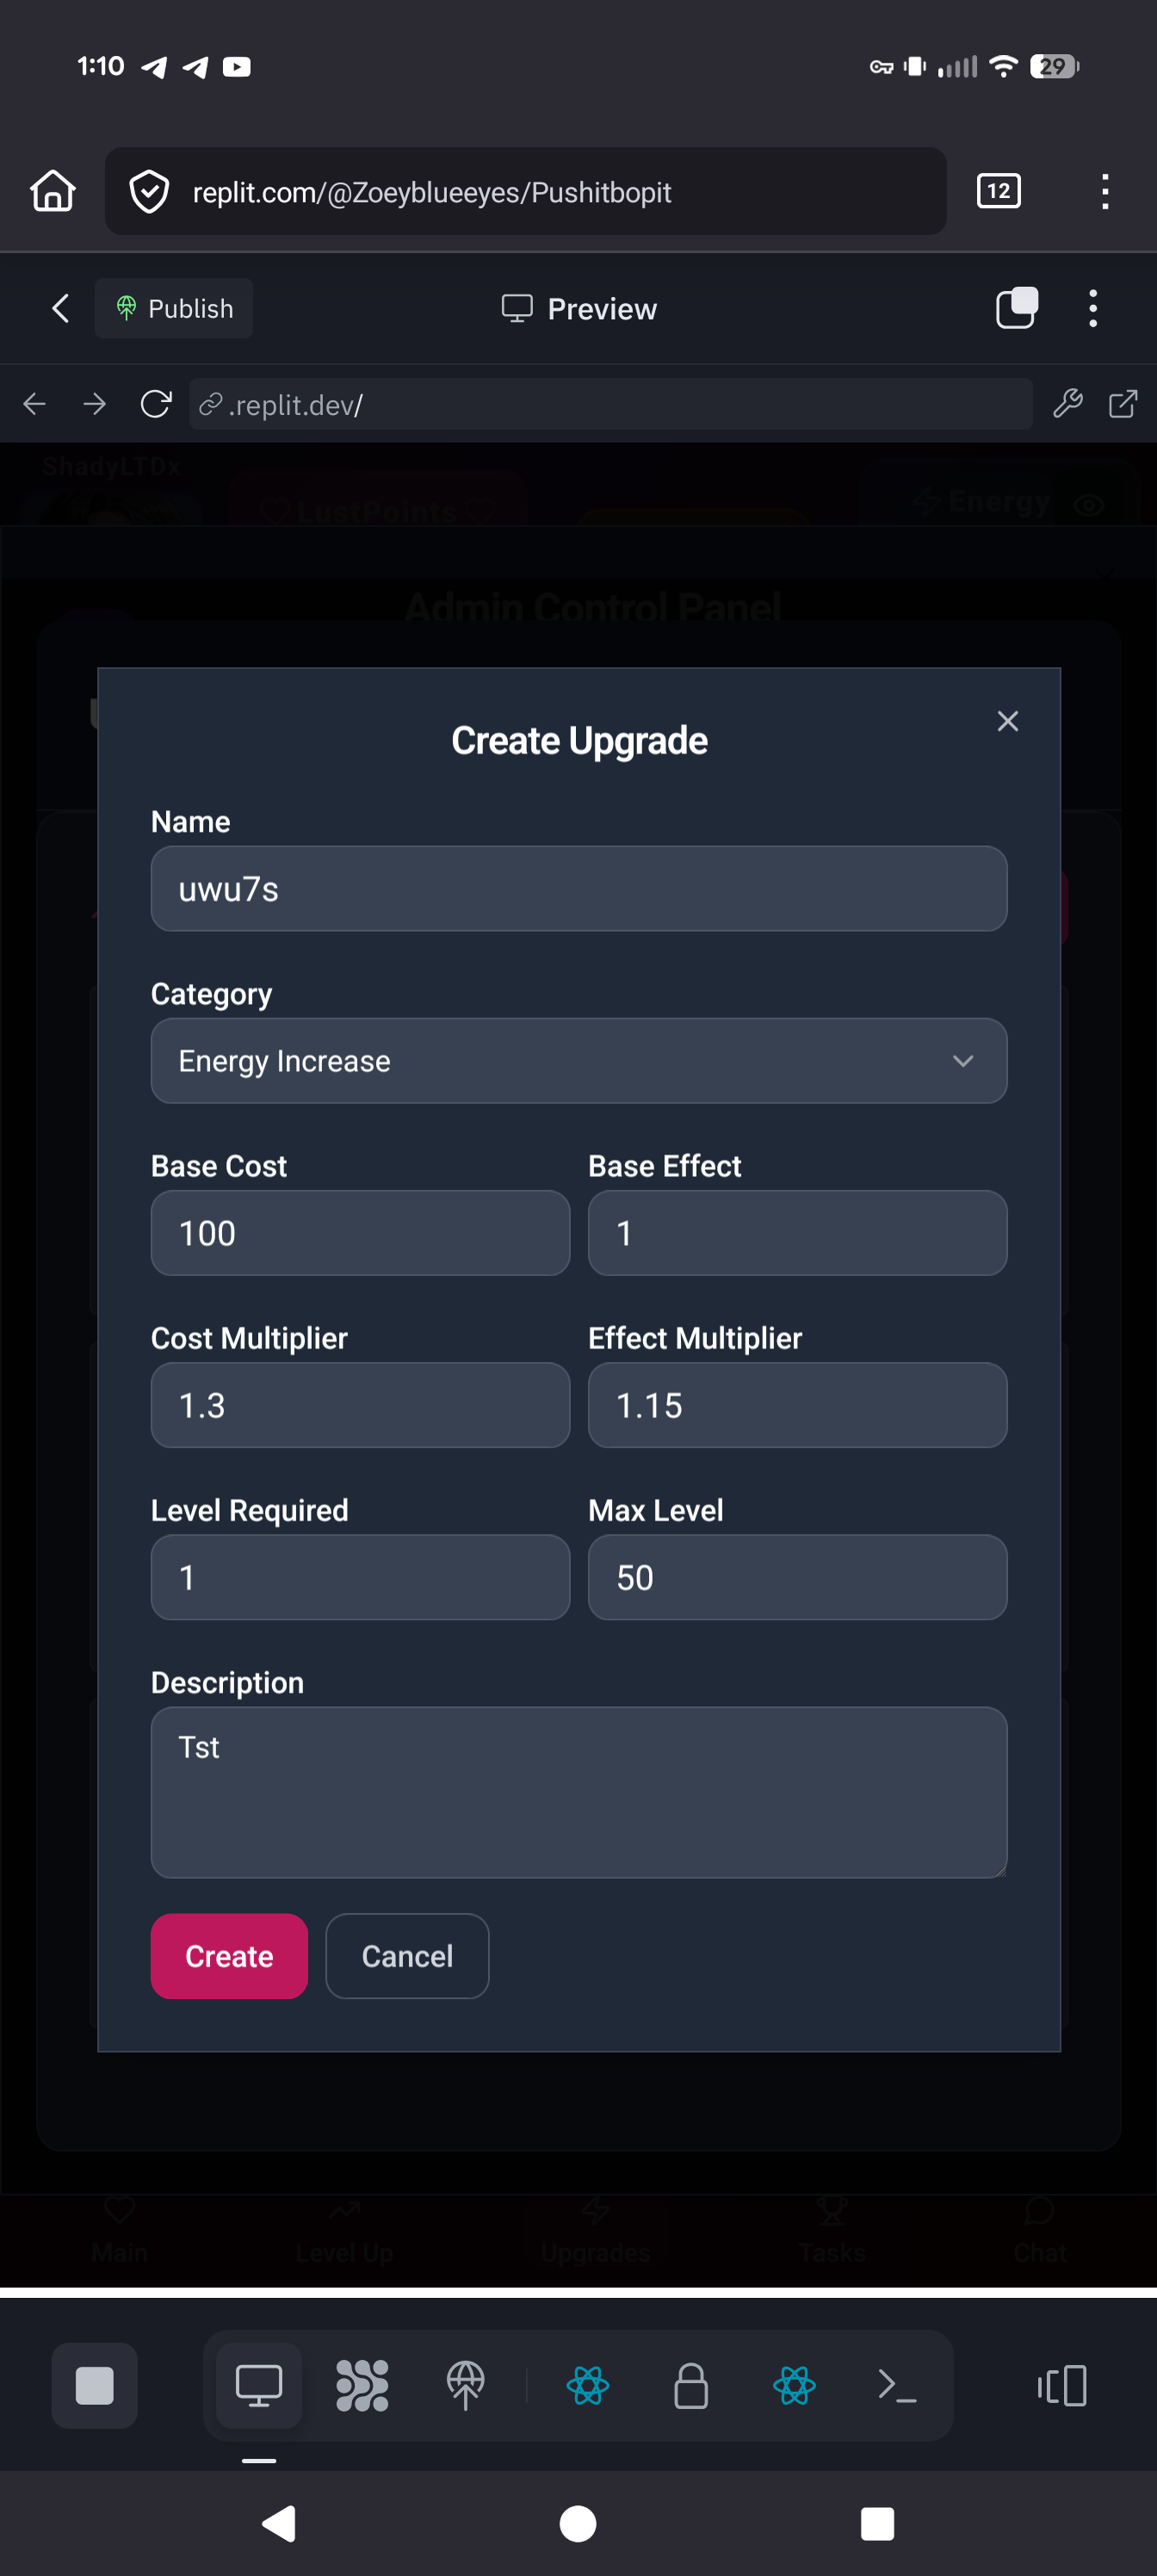 1:10
29
replit.com/@Zoeyblueeyes/Pushitbopit
12
Publish
Preview
.replit.dev/
ShadyLTDx
LustPoints
Energy
Admin Control Panel
Create Upgrade
Name
uwu7s
Category
Energy Increase
Base Cost
Base Effect
100
1
Cost Multiplier
Effect Multiplier
1.3
1.15
Level Required
Max Level
1
50
Description
Tst
Create
Cancel
Main
Level Up
Upgrades
Tasks
Chat